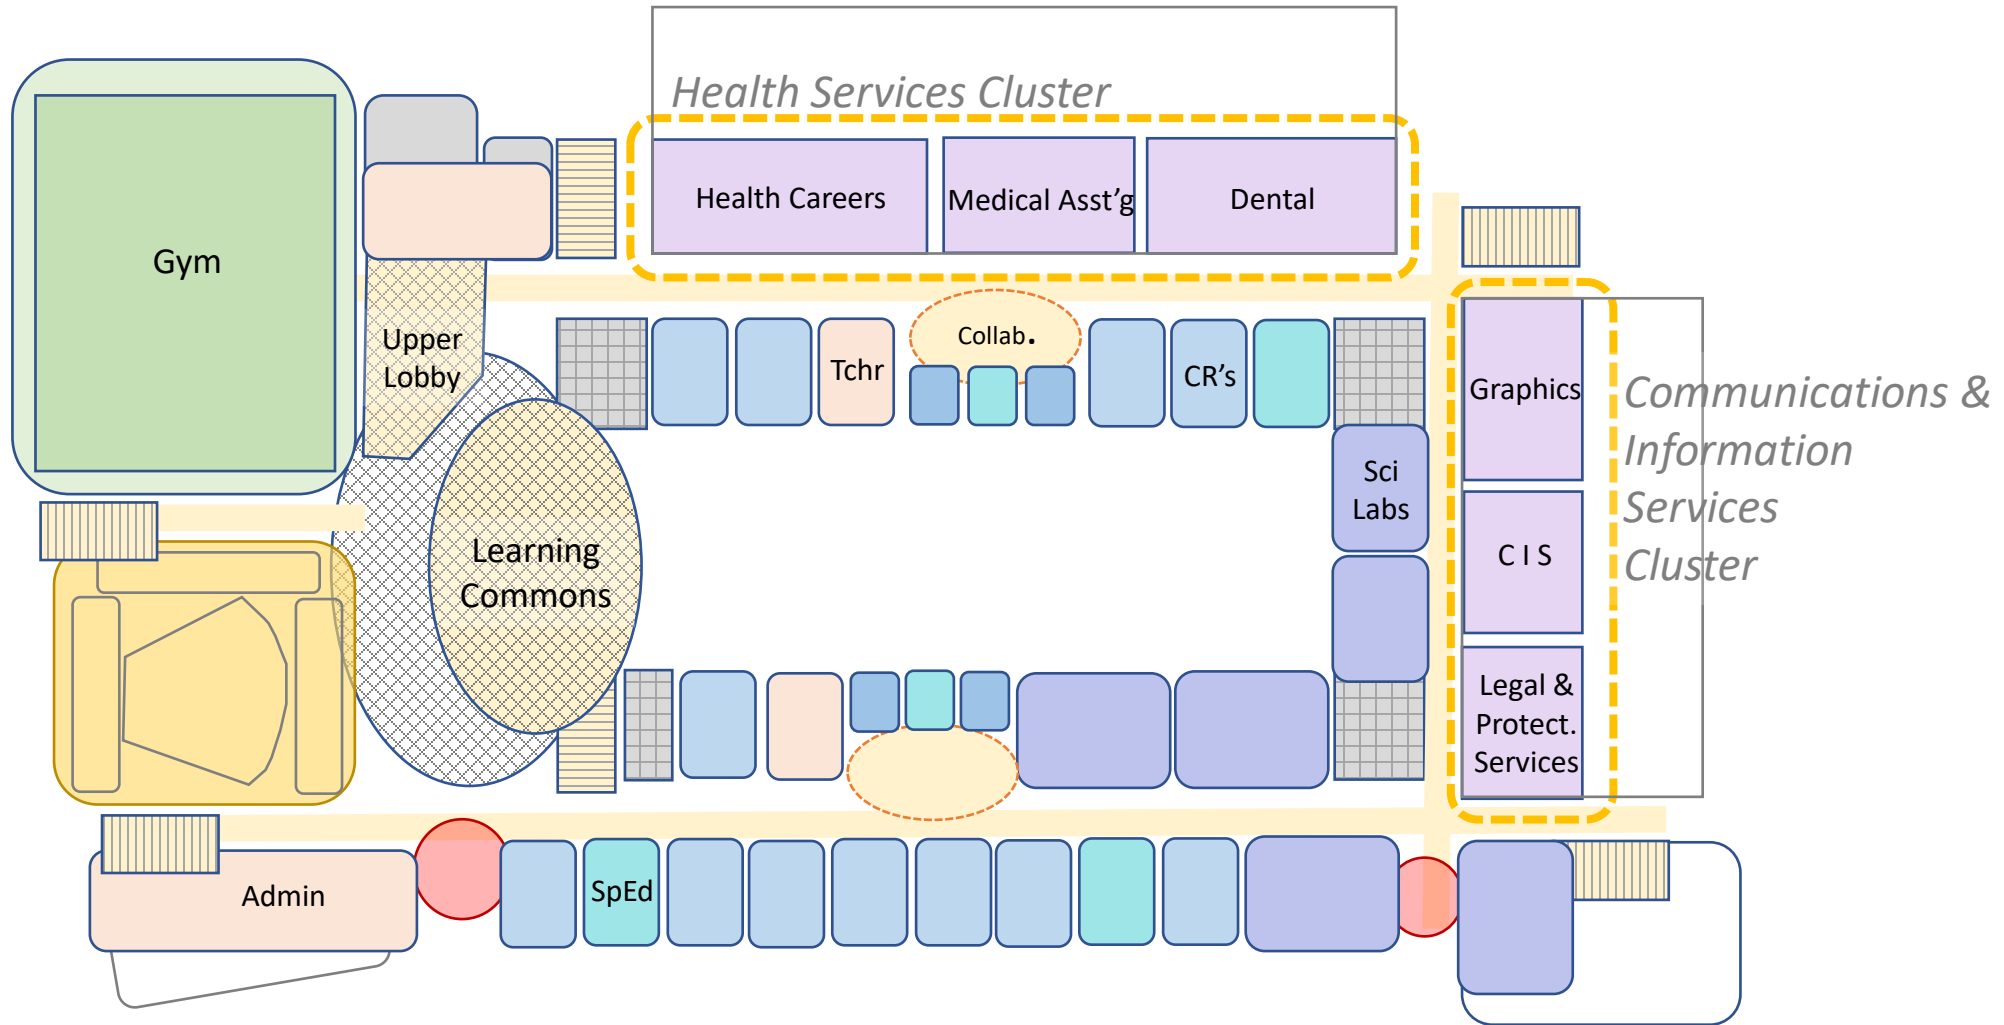 Health Services Cluster
Health Careers
Medical Asst’g
Dental
Gym
Upper
Lobby
Tchr
Collab.
CR’s
Graphics
Communications &
Information
Services
Cluster
Sci
Labs
Learning
Commons
C I S
Legal &
Protect.
Services
Admin
SpEd